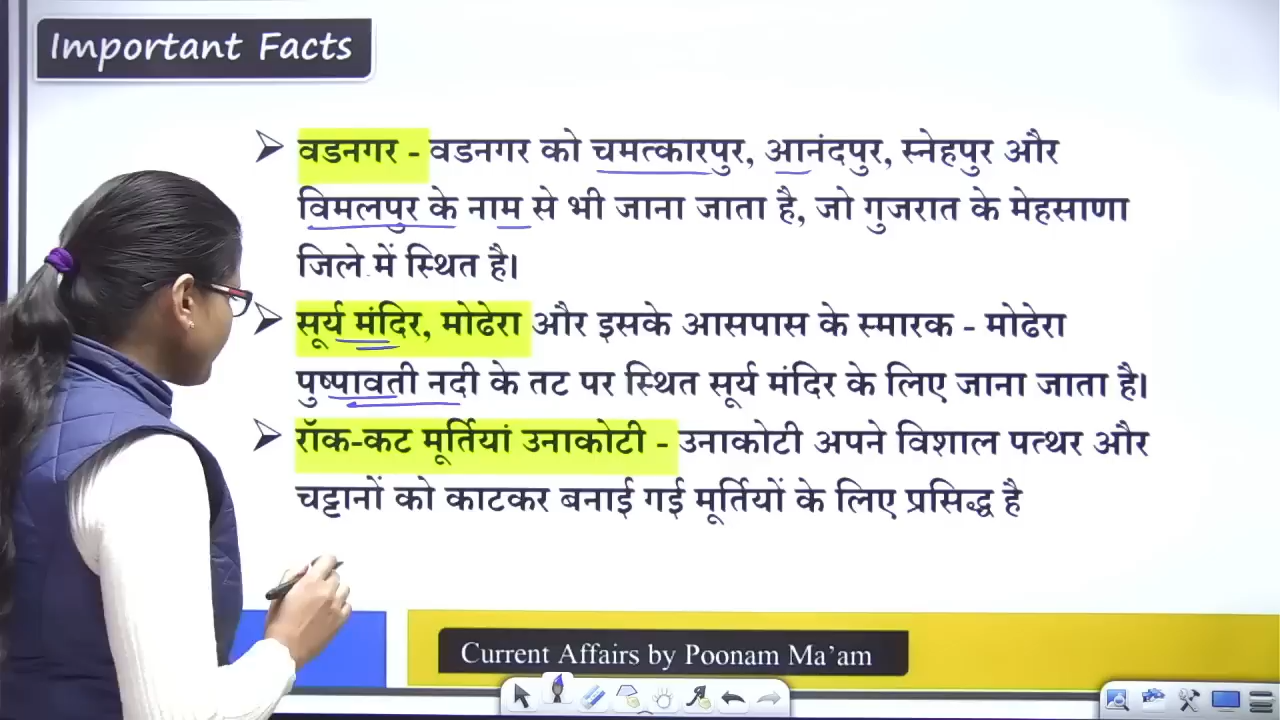 Important Facts
वडनगर - वडनगर को चमत्कारपुर, आनंदपुर, स्नेहपुर और
विमलपुर के नाम से भी जाना जाता है, जो गुजरात के मेहसाणा
जिले में स्थित है।
सूर्य मंदिर, मोढेरा और इसके आसपास के स्मारक - मोढेरा
पुष्पावती नदी के तट पर स्थित सूर्य मंदिर के लिए जाना जाता है।
रॉक-कट मूर्तियां उनाकोटी - उनाकोटी अपने विशाल पत्थर और
चट्टानों को काटकर बनाई गई मूर्तियों के लिए प्रसिद्ध है
Current Affairs by Poonam Ma'am